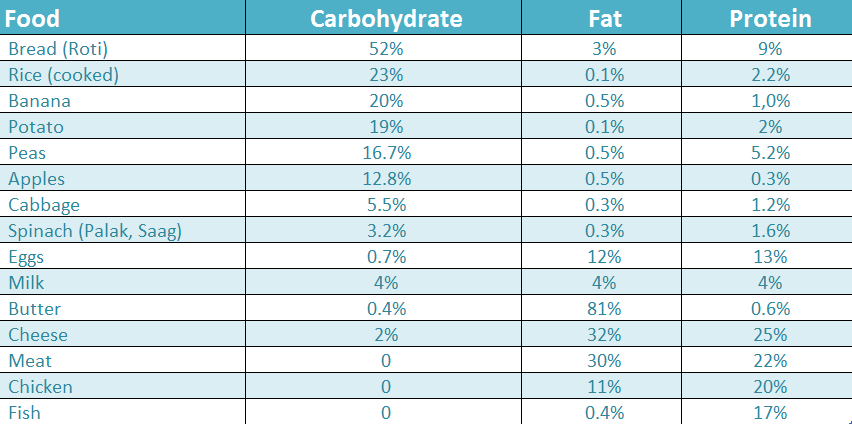 Food Carbohydrate Fat Protein
Bread (Roti) 52% 3% 9%
Rice (cooked) 23% 0.1% 2.2%
Banana 20% 0.5% 1,0%
Potato 19% 0.1% 2%
Peas 16.7% 0.5% 5.2%
Apples 12.8% 0.5% 0.3%
Cabbage 5.5% 0.3% 1.2%
Spinach (Palak, Saag) 3.2% 0.3% 1.6%
Eggs 0.7% 12% 13%
Milk 4% 4% 4%
Butter 0.4% 81% 0.6%
Cheese 2% 32% 25%
Meat 0 30% 22%
Chicken 0 11% 20%
Fish 0 0.4% 17%